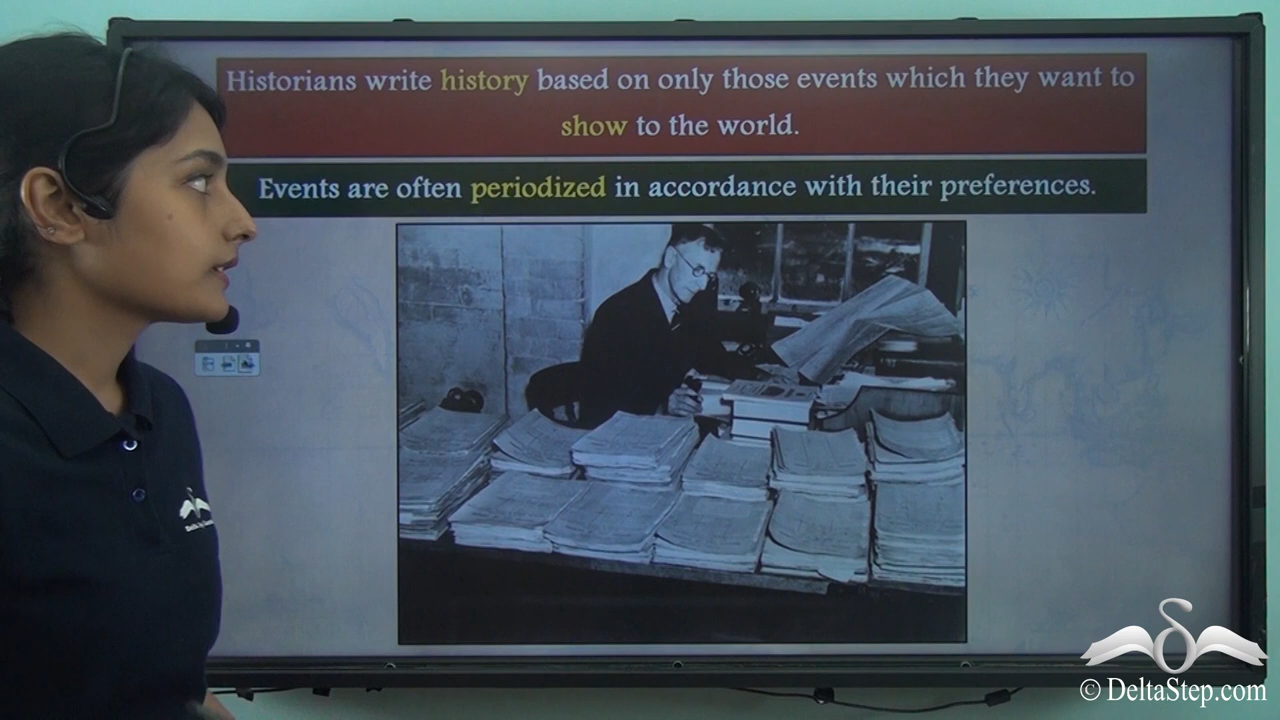 Historians write history based on only those events which they want to
show to the world.
Events are often periodized in accordance with their preferences.
© DeltaStep.com